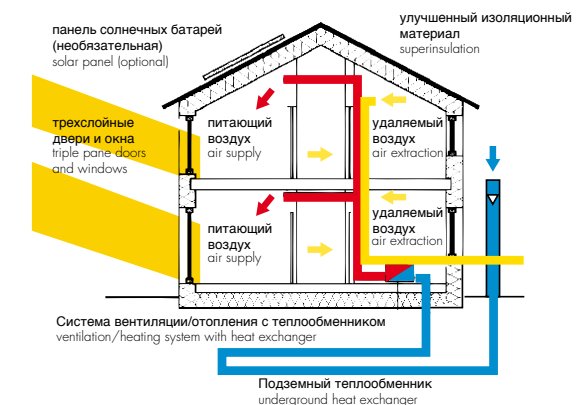 панель солнечных батарей
(необязательная)
solar panel (optional)
улучшенный изоляционный
материал
superinsulation
трехслойные
двери и окна
triple pane doors
and windows
питающий
воздух
air supply
удаляемый
воздух
air extraction
питающий
воздух
air supply
удаляемый
воздух
air extraction
Система вентиляции/отопления с теплообменником
ventilation/heating system with heat exchanger
Подземный теплообменник
underground heat exchanger